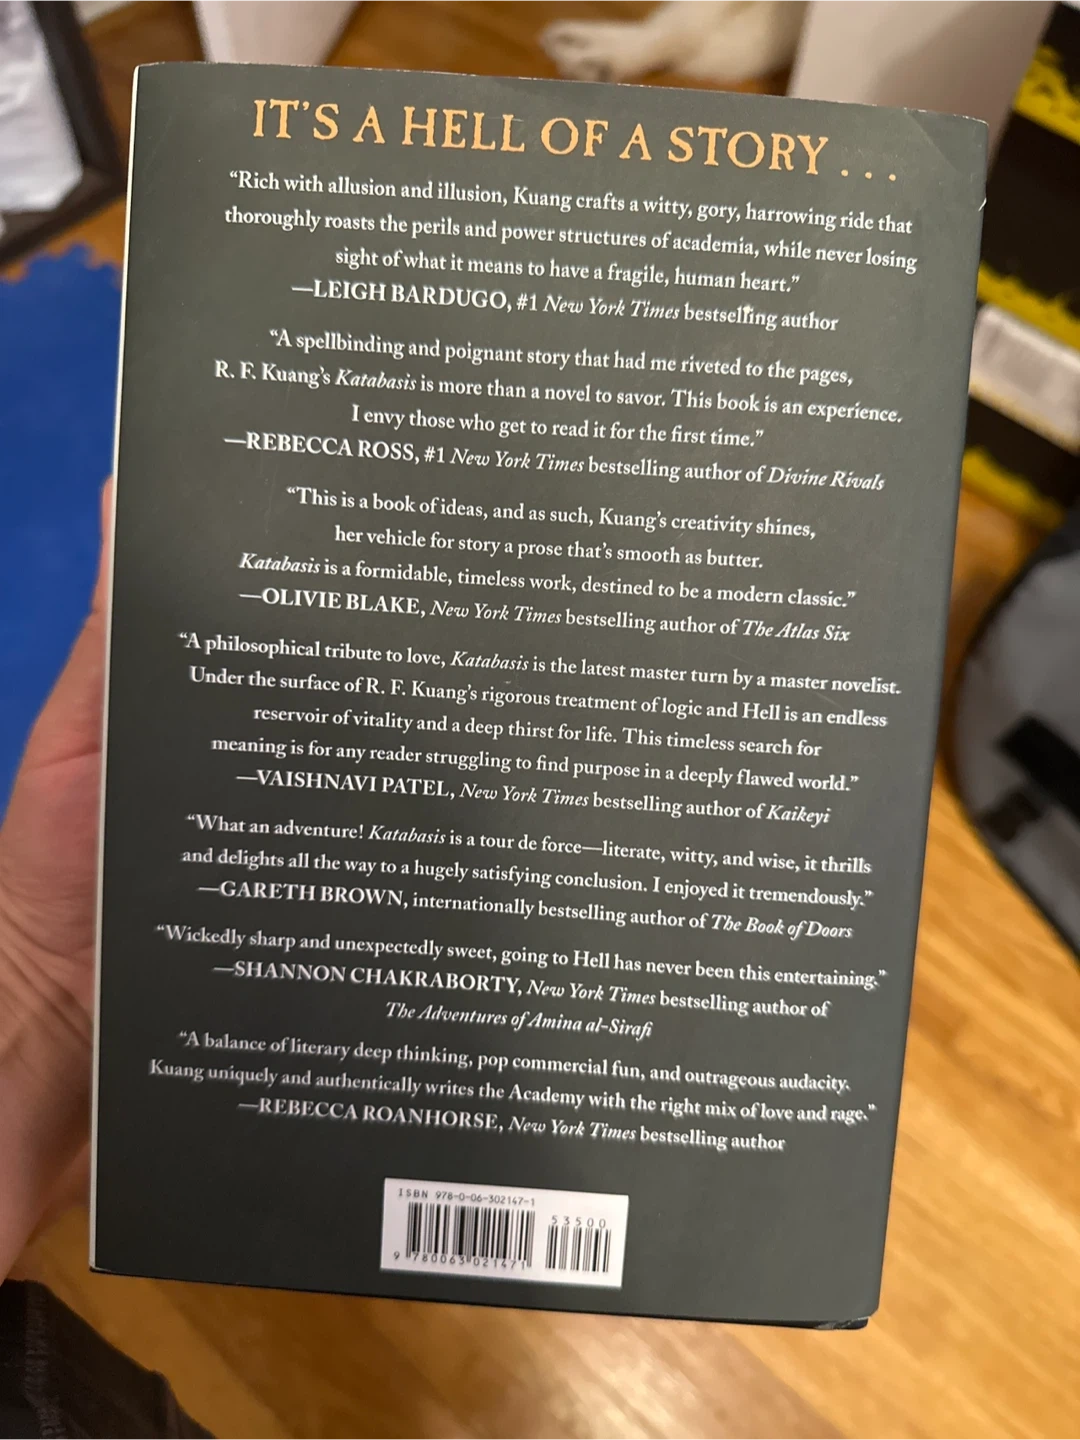 IT'S A HELL OF A STORY . . .
“Rich with allusion and illusion, Kuang crafts a witty, gory, harrowing ride that
thoroughly roasts the perils and power structures of academia, while never losing
sight of what it means to have a fragile, human heart.”
—LEIGH BARDUGO, #1 New York Times bestselling author
“A spellbinding and poignant story that had me riveted to the pages,
R. F. Kuang’s Katabasis is more than a novel to savor. This book is an experience.
I envy those who get to read it for the first time.”
—REBECCA ROSS, #1 New York Times bestselling author of Divine Rivals
“This is a book of ideas, and as such, Kuang’s creativity shines,
her vehicle for story a prose that’s smooth as butter.
Katabasis is a formidable, timeless work, destined to be a modern classic.”
—OLIVIE BLAKE, New York Times bestselling author of The Atlas Six
“A philosophical tribute to love, Katabasis is the latest master turn by a master novelist.
Under the surface of R. F. Kuang’s rigorous treatment of logic and Hell is an endless
reservoir of vitality and a deep thirst for life. This timeless search for
meaning is for any reader struggling to find purpose in a deeply flawed world.”
—VAISHNAVI PATEL, New York Times bestselling author of Kaikeyi
“What an adventure! Katabasis is a tour de force—literate, witty, and wise, it thrills
and delights all the way to a hugely satisfying conclusion. I enjoyed it tremendously.”
—GARETH BROWN, internationally bestselling author of The Book of Doors
“Wickedly sharp and unexpectedly sweet, going to Hell has never been this entertaining.”
—SHANNON CHAKRABORTY, New York Times bestselling author of
The Adventures of Amina al-Sirafi
“A balance of literary deep thinking, pop commercial fun, and outrageous audacity.
Kuang uniquely and authentically writes the Academy with the right mix of love and rage.”
—REBECCA ROANHORSE, New York Times bestselling author
ISBN 978-0-06-302147-1
53500
9 780063 021471